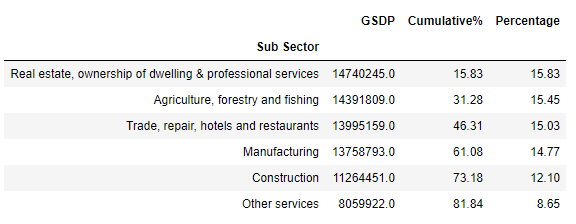 GSDP Cumulative% Percentage
Sub Sector
Real estate, ownership of dwelling & professional services 14740245.0 15.83 15.83
Agriculture, forestry and fishing 14391809.0 31.28 15.45
Trade, repair, hotels and restaurants 13995159.0 46.31 15.03
Manufacturing 13758793.0 61.08 14.77
Construction 11264451.0 73.18 12.10
Other services 8059922.0 81.84 8.65